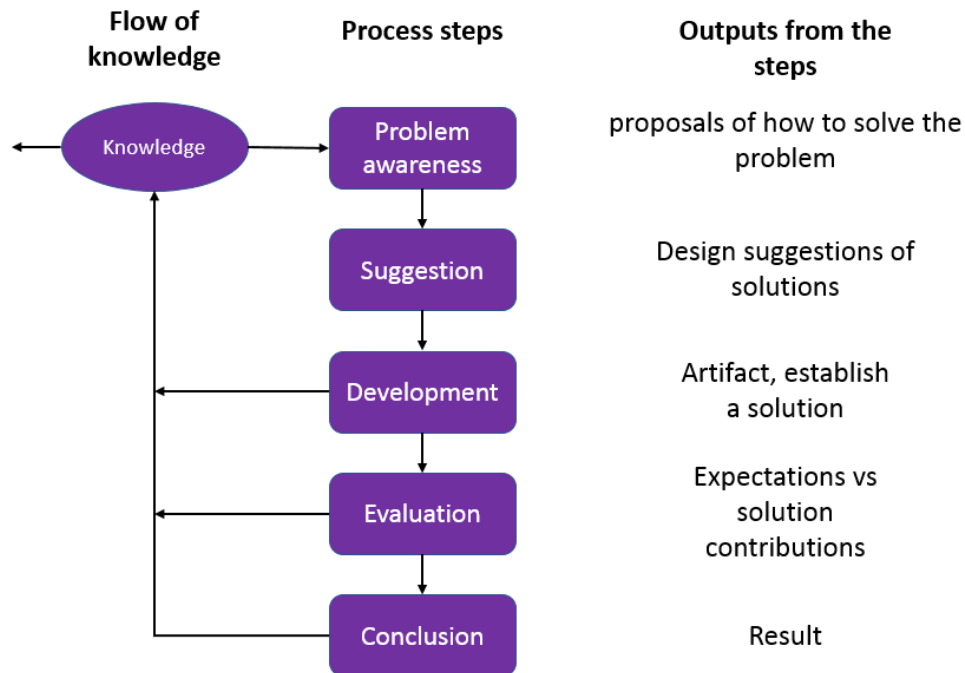 Flow of
knowledge
Process steps
Outputs from the
steps
Knowledge
Problem
awareness
proposals of how to solve the
problem
Suggestion
Design suggestions of
solutions
Development
Artifact, establish
a solution
Evaluation
Expectations vs
solution
contributions
Conclusion
Result